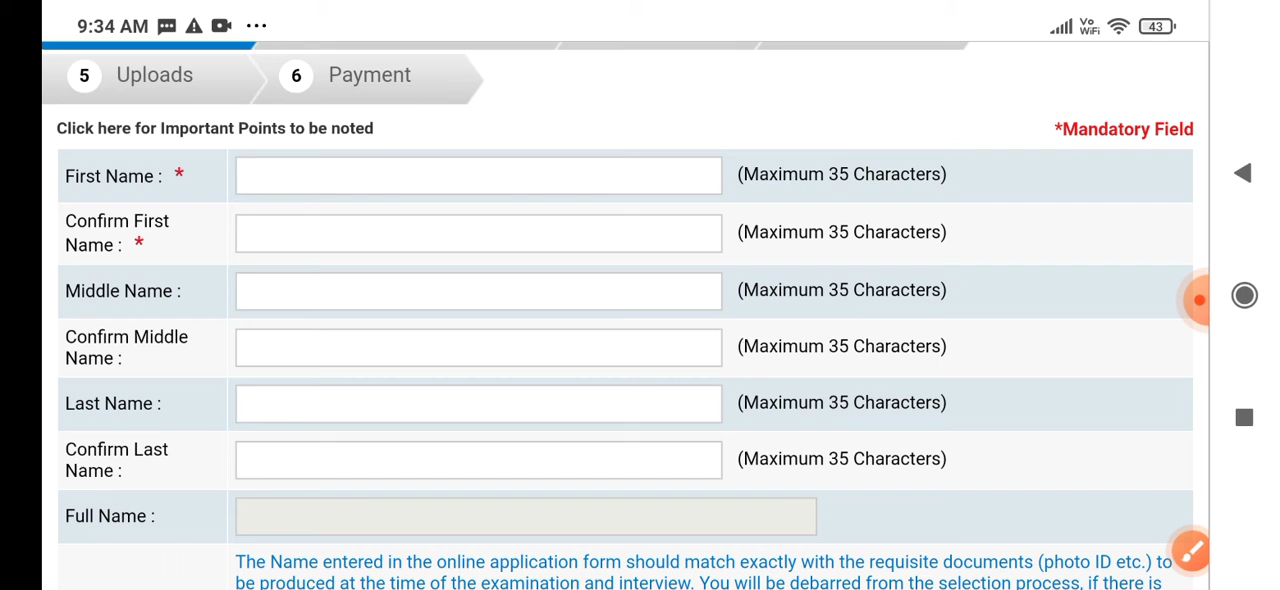 9:34 AM Vo WiFi 43
5 Uploads 6 Payment
Click here for Important Points to be noted *Mandatory Field
First Name : * (Maximum 35 Characters)
Confirm First
Name : * (Maximum 35 Characters)
Middle Name : (Maximum 35 Characters)
Confirm Middle
Name : (Maximum 35 Characters)
Last Name : (Maximum 35 Characters)
Confirm Last
Name : (Maximum 35 Characters)
Full Name :
The Name entered in the online application form should match exactly with the requisite documents (photo ID etc.) to
be produced at the time of the examination and interview. You will be debarred from the selection process, if there is